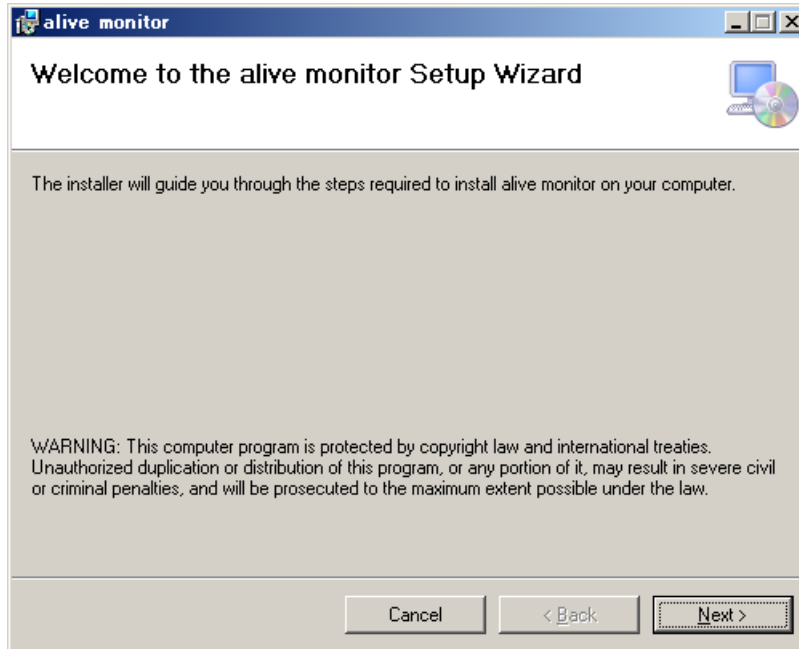 alive monitor
Welcome to the alive monitor Setup Wizard
The installer will guide you through the steps required to install alive monitor on your computer.
WARNING: This computer program is protected by copyright law and international treaties.
Unauthorized duplication or distribution of this program, or any portion of it, may result in severe civil
or criminal penalties, and will be prosecuted to the maximum extent possible under the law.
Cancel < Back Next >